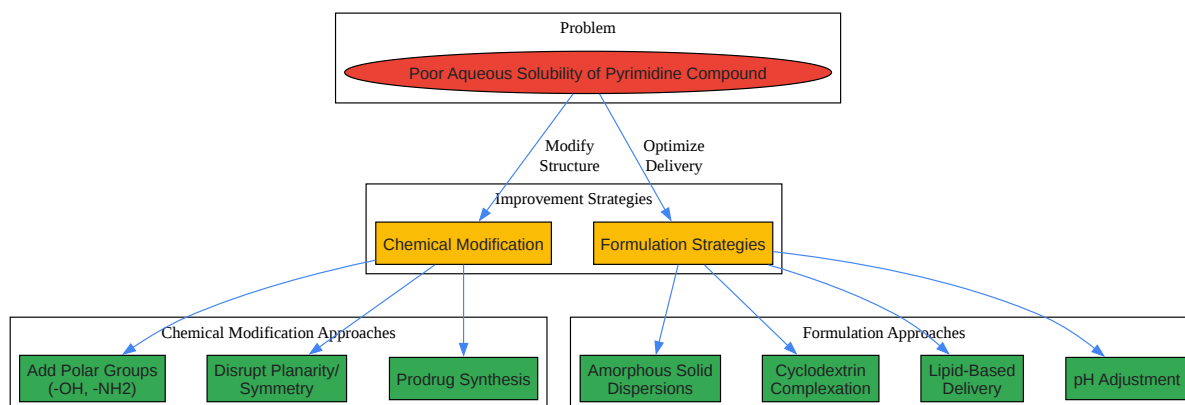 Problem
Poor Aqueous Solubility of Pyrimidine Compound
Modify
Structure
Optimize
Delivery
Improvement Strategies
Chemical Modification
Formulation Strategies
Chemical Modification Approaches
Add Polar Groups
(-OH, -NH2)
Disrupt Planarity/
Symmetry
Prodrug Synthesis
Formulation Approaches
Amorphous Solid
Dispersions
Cyclodextrin
Complexation
Lipid-Based
Delivery
pH Adjustment